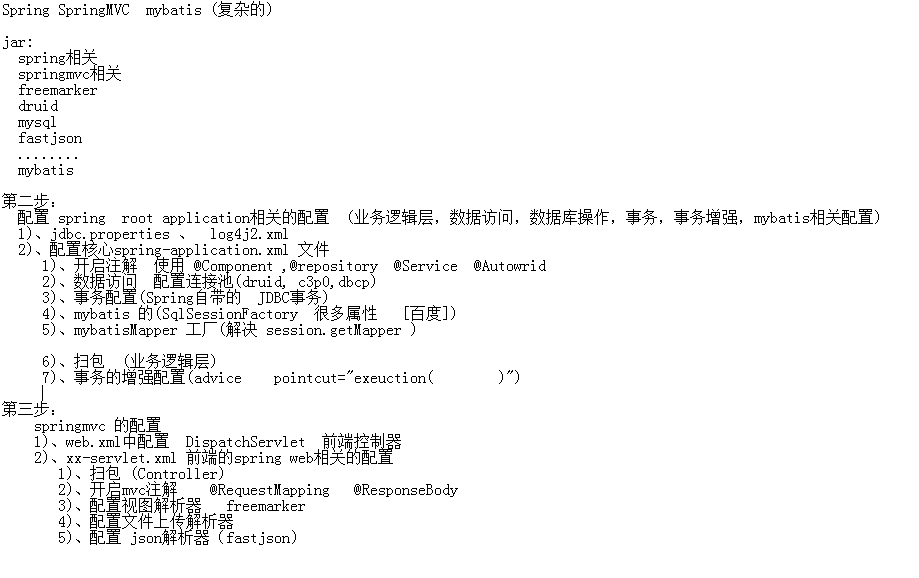 Spring SpringMVC mybatis (复杂的)
jar:
spring相关
springmvc相关
freemarker
druid
mysql
fastjson
........
mybatis
第二步:
配置 spring root application相关的配置 (业务逻辑层, 数据访问, 数据库操作, 事务, 事务增强, mybatis相关配置)
1)、jdbc.properties 、 log4j2.xml
2)、配置核心spring-application.xml 文件
1)、开启注解 使用 @Component ,@repository @Service @Autowrid
2)、数据访问 配置连接池(druid, c3p0,dbcp)
3)、事务配置(Spring自带的 JDBC事务)
4)、mybatis 的(SqlSessionFactory 很多属性 [百度])
5)、mybatisMapper 工厂(解决 session.getMapper )
6)、扫包 (业务逻辑层)
7)、事务的增强配置(advice pointcut="exeuction( )")
第三步:
springmvc 的配置
1)、web.xml中配置 DispatchServlet 前端控制器
2)、xx-servlet.xml 前端的spring web相关的配置
1)、扫包 (Controller)
2)、开启mvc注解 @RequestMapping @ResponseBody
3)、配置视图解析器 freemarker
4)、配置文件上传解析器
5)、配置 json解析器 (fastjson)